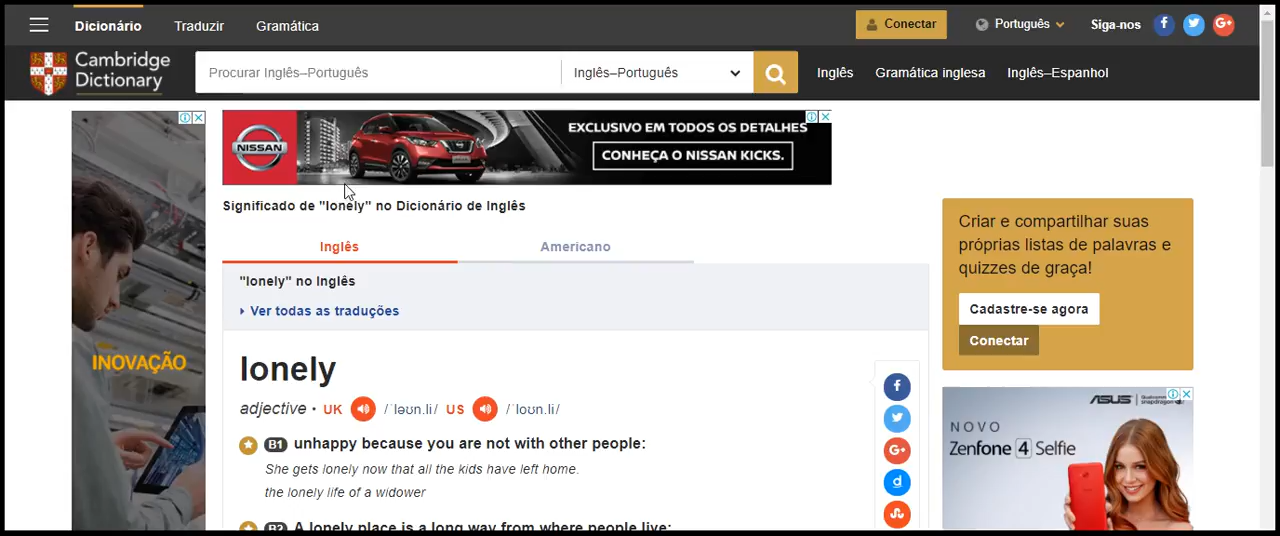 Dicionário
Traduzir
Gramática
Conectar
Português
Siga-nos
Cambridge
Dictionary
Procurar Inglês–Português
Inglês–Português
Inglês
Gramática inglesa
Inglês–Espanhol
NISSAN
EXCLUSIVO EM TODOS OS DETALHES
CONHEÇA O NISSAN KICKS.
INOVAÇÃO
Significado de "lonely" no Dicionário de Inglês
Inglês
Americano
"lonely" no Inglês
Ver todas as traduções
lonely
adjective • UK /ˈləʊn.li/ US /ˈloʊn.li/
B1 unhappy because you are not with other people:
She gets lonely now that all the kids have left home.
the lonely life of a widower
B2 A lonely place is a long way from where people live:
Criar e compartilhar suas
próprias listas de palavras e
quizzes de graça!
Cadastre-se agora
Conectar
ASUS
Qualcomm
snapdragon
NOVO
Zenfone 4 Selfie